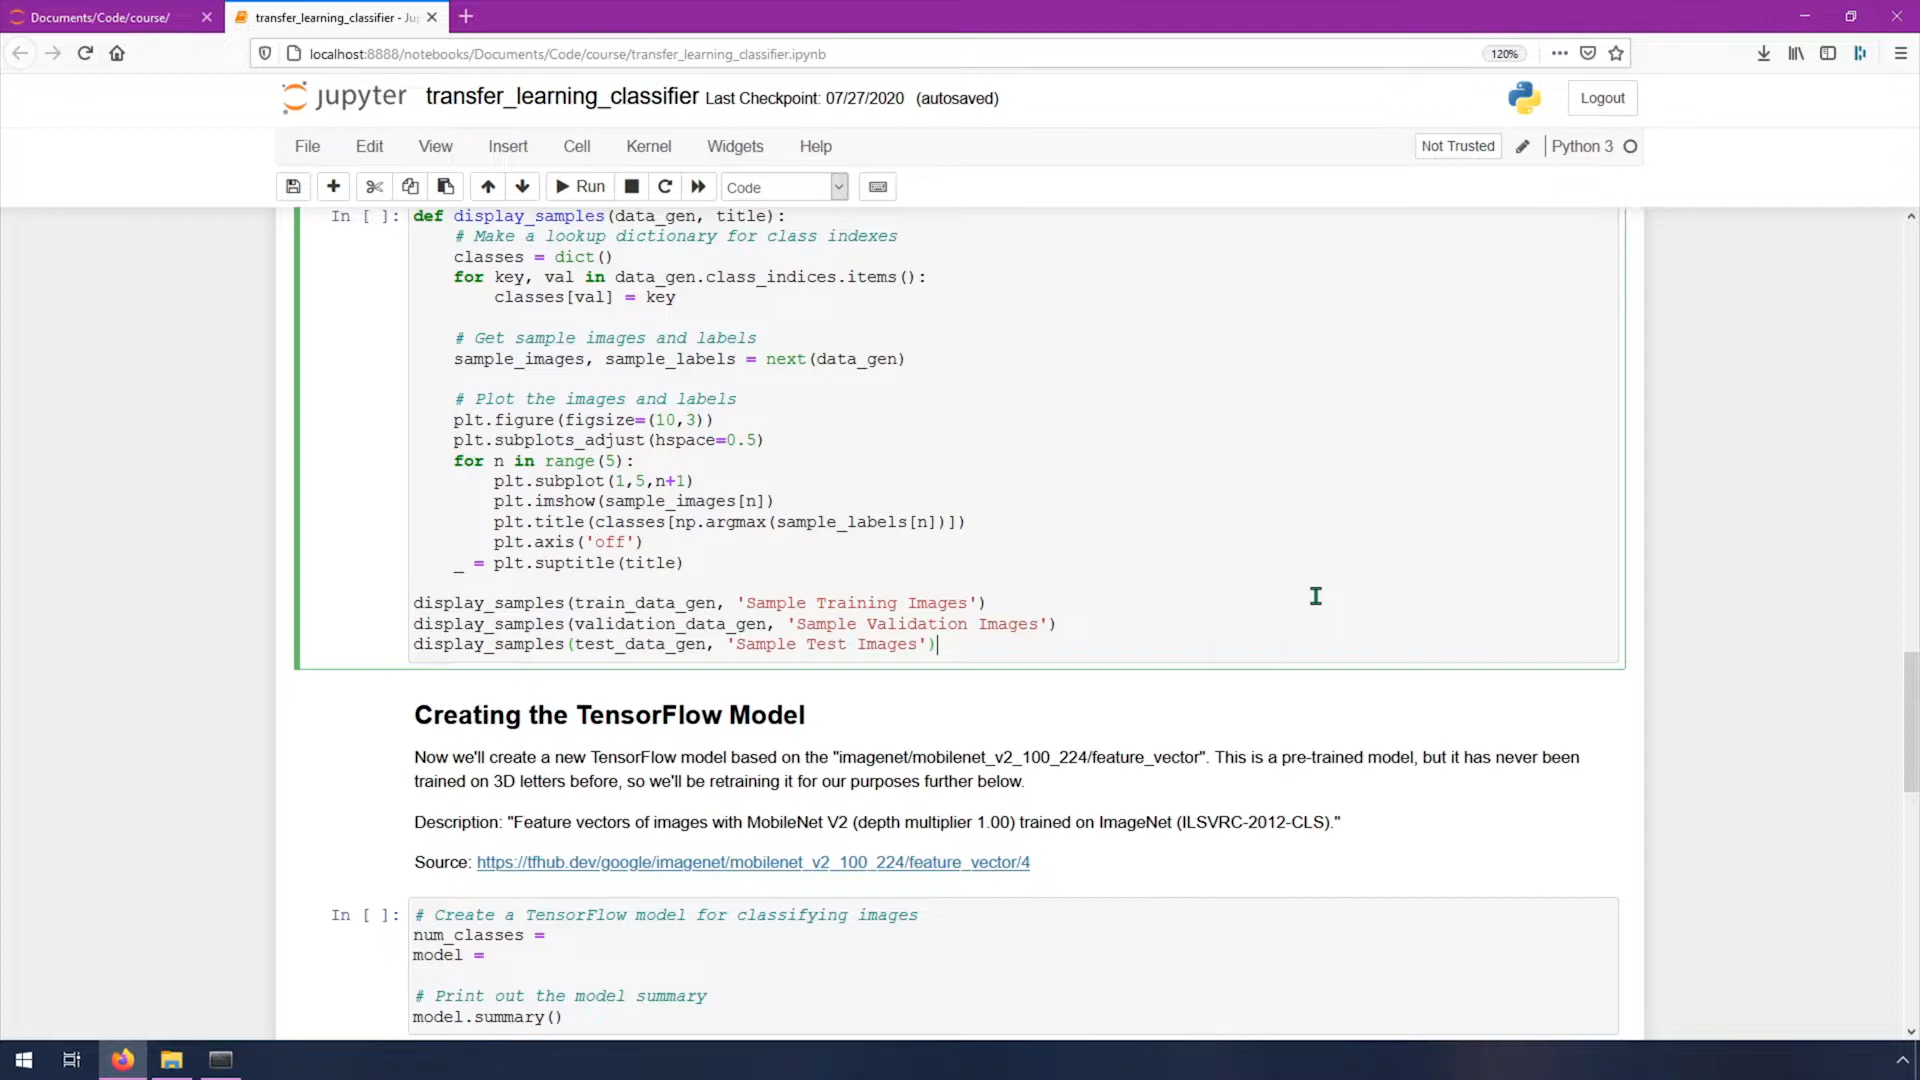 Documents/Code/course/
transfer_learning_classifier - Ju
localhost:8888/notebooks/Documents/Code/course/transfer_learning_classifier.ipynb
120%
jupyter transfer_learning_classifier Last Checkpoint: 07/27/2020 (autosaved)
Logout
File Edit View Insert Cell Kernel Widgets Help
Not Trusted
Python 3
Run
Code
In [ ]: def display_samples(data_gen, title):
    # Make a lookup dictionary for class indexes
    classes = dict()
    for key, val in data_gen.class_indices.items():
        classes[val] = key
    # Get sample images and labels
    sample_images, sample_labels = next(data_gen)
    # Plot the images and labels
    plt.figure(figsize=(10,3))
    plt.subplots_adjust(hspace=0.5)
    for n in range(5):
        plt.subplot(1,5,n+1)
        plt.imshow(sample_images[n])
        plt.title(classes[np.argmax(sample_labels[n])])
        plt.axis('off')
    _ = plt.suptitle(title)
display_samples(train_data_gen, 'Sample Training Images')
display_samples(validation_data_gen, 'Sample Validation Images')
display_samples(test_data_gen, 'Sample Test Images')
Creating the TensorFlow Model
Now we'll create a new TensorFlow model based on the "imagenet/mobilenet_v2_100_224/feature_vector". This is a pre-trained model, but it has never been
trained on 3D letters before, so we'll be retraining it for our purposes further below.
Description: "Feature vectors of images with MobileNet V2 (depth multiplier 1.00) trained on ImageNet (ILSVRC-2012-CLS)."
Source: https://tfhub.dev/google/imagenet/mobilenet_v2_100_224/feature_vector/4
In [ ]: # Create a TensorFlow model for classifying images
num_classes =
model =
# Print out the model summary
model.summary()